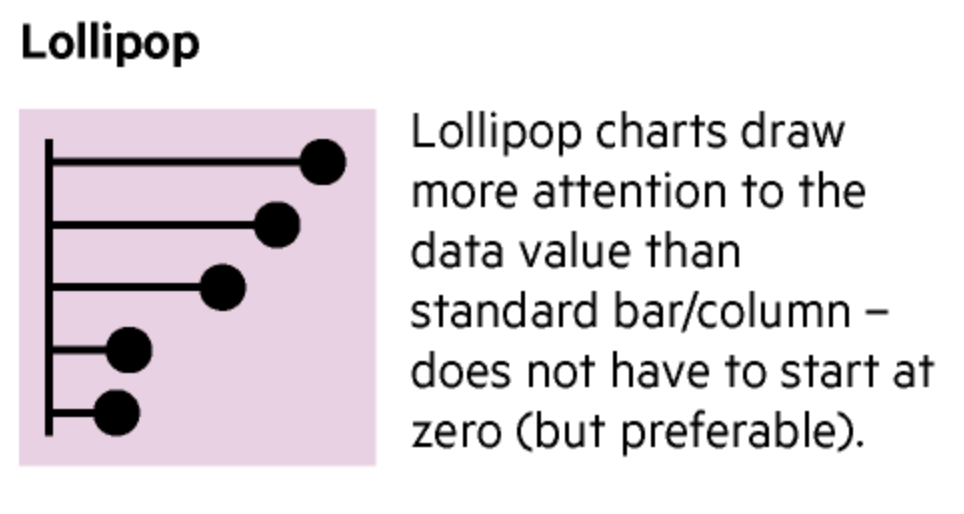 Lollipop
Lollipop charts draw
more attention to the
data value than
standard bar/column –
does not have to start at
zero (but preferable).